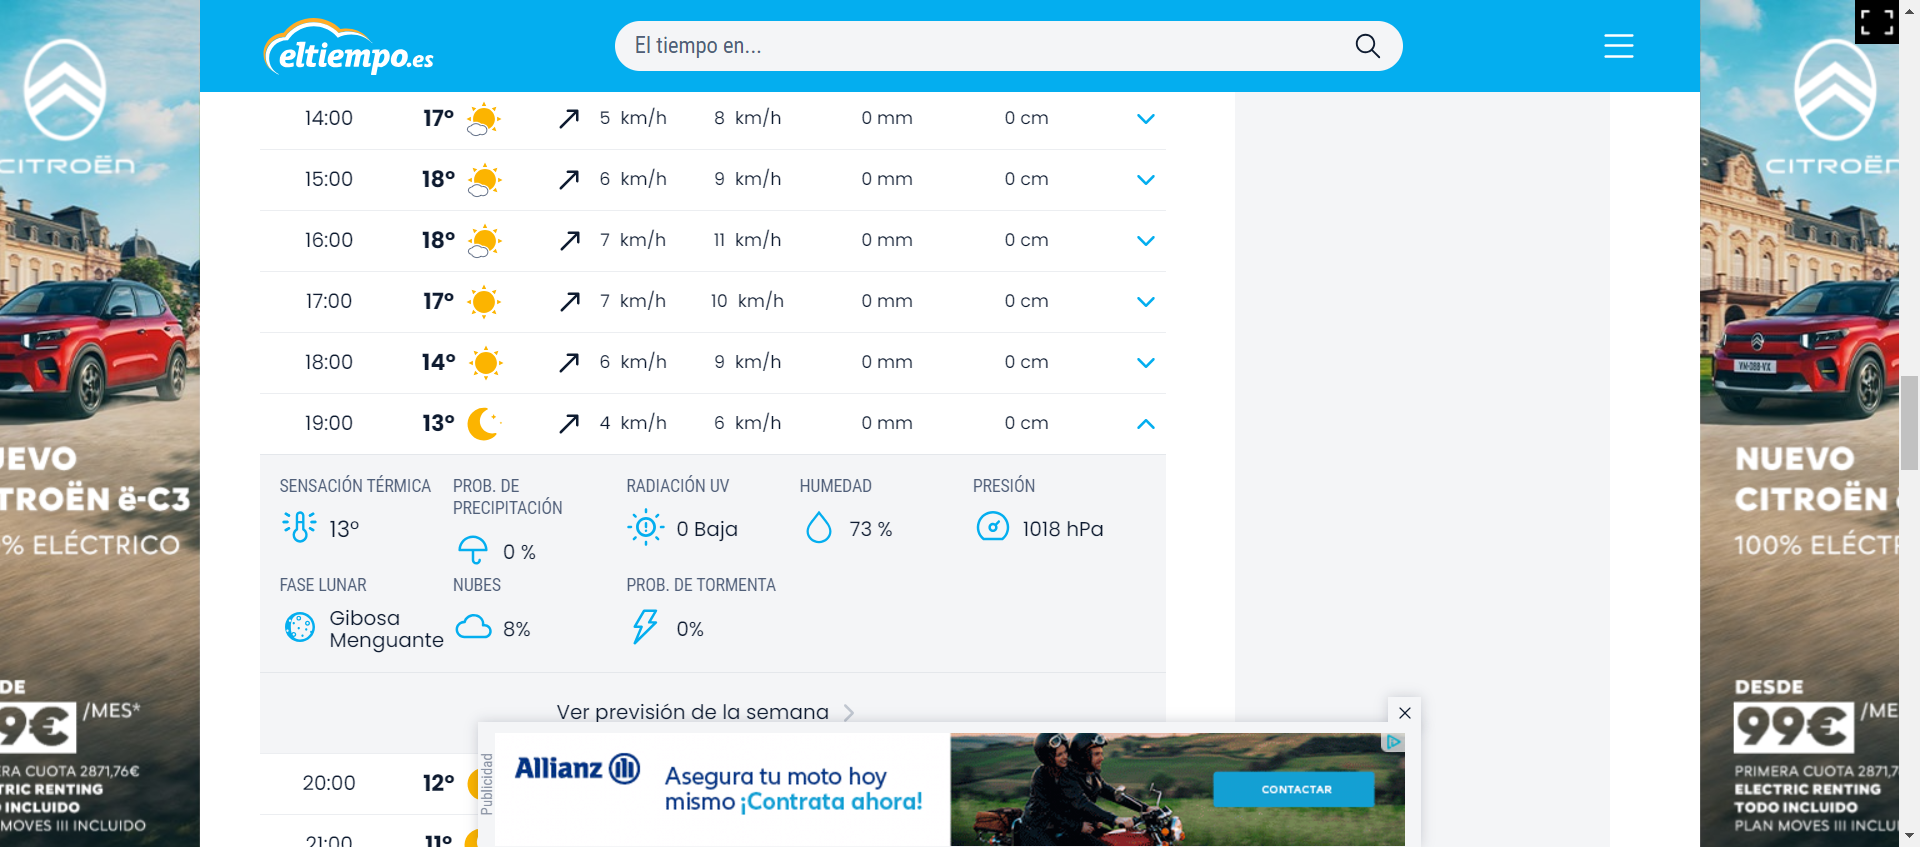 eltiempo.es
El tiempo en...
14:00 17° 5 km/h 8 km/h 0 mm 0 cm
15:00 18° 6 km/h 9 km/h 0 mm 0 cm
16:00 18° 7 km/h 11 km/h 0 mm 0 cm
17:00 17° 7 km/h 10 km/h 0 mm 0 cm
18:00 14° 6 km/h 9 km/h 0 mm 0 cm
19:00 13° 4 km/h 6 km/h 0 mm 0 cm
SENSACIÓN TÉRMICA
13°
PROB. DE
PRECIPITACIÓN
0 %
RADIACIÓN UV
0 Baja
HUMEDAD
73 %
PRESIÓN
1018 hPa
FASE LUNAR
Gibosa
Menguante
NUBES
8%
PROB. DE TORMENTA
0%
Ver previsión de la semana
20:00 12°
21:00 11°
Publicidad
Allianz
Asegura tu moto hoy
mismo ¡Contrata ahora!
CONTACTAR
CITROËN
UEVO
TROËN ë-C3
% ELÉCTRICO
DE
9€ /MES*
RA CUOTA 2871,76€
TRIC RENTING
INCLUIDO
MOVES III INCLUIDO
CITROËN
NUEVO
CITROËN
100% ELÉCT
DESDE
99€ /ME
PRIMERA CUOTA 2871,7
ELECTRIC RENTING
TODO INCLUIDO
PLAN MOVES III INCLU